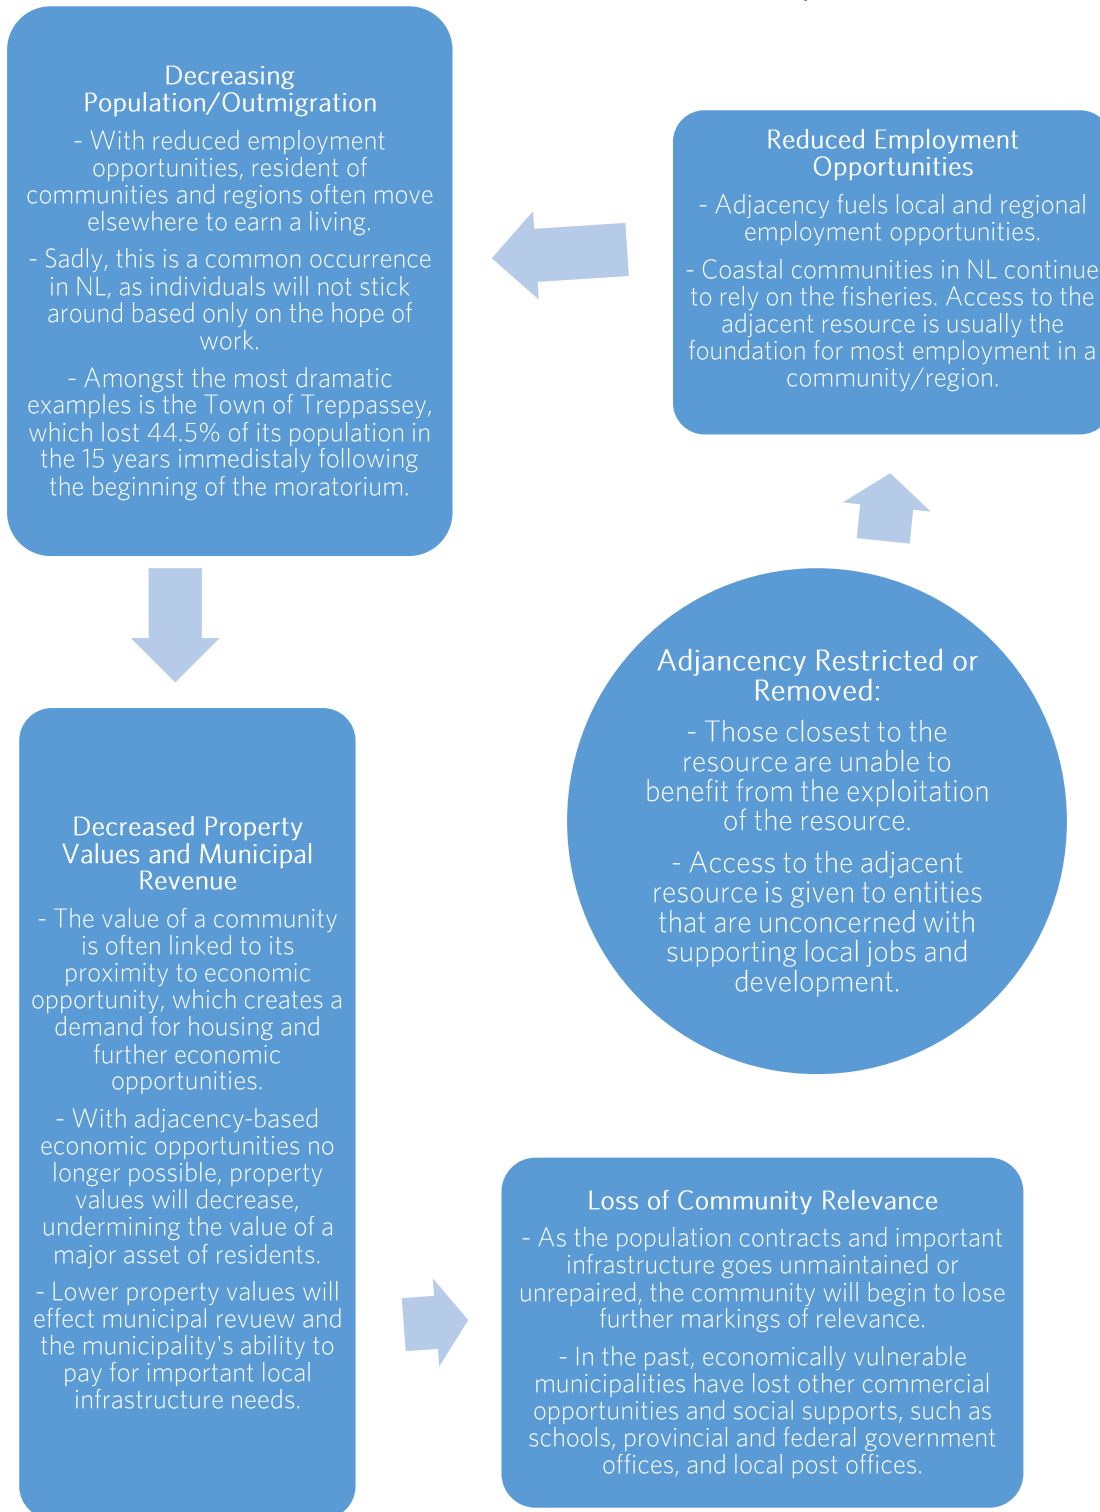 Decreasing
Population/Outmigration
- With reduced employment
opportunities, resident of
communities and regions often move
elsewhere to earn a living.
- Sadly, this is a common occurrence
in NL, as individuals will not stick
around based only on the hope of
work.
- Amongst the most dramatic
examples is the Town of Treppassey,
which lost 44.5% of its population in
the 15 years immedistaly following
the beginning of the moratorium.
Reduced Employment
Opportunities
- Adjacency fuels local and regional
employment opportunities.
- Coastal communities in NL continue
to rely on the fisheries. Access to the
adjacent resource is usually the
foundation for most employment in a
community/region.
Adjancency Restricted or
Removed:
- Those closest to the
resource are unable to
benefit from the exploitation
of the resource.
- Access to the adjacent
resource is given to entities
that are unconcerned with
supporting local jobs and
development.
Decreased Property
Values and Municipal
Revenue
- The value of a community
is often linked to its
proximity to economic
opportunity, which creates a
demand for housing and
further economic
opportunities.
- With adjacency-based
economic opportunities no
longer possible, property
values will decrease,
undermining the value of a
major asset of residents.
- Lower property values will
effect municipal revuew and
the municipality's ability to
pay for important local
infrastructure needs.
Loss of Community Relevance
- As the population contracts and important
infrastructure goes unmaintained or
unrepaired, the community will begin to lose
further markings of relevance.
- In the past, economically vulnerable
municipalities have lost other commercial
opportunities and social supports, such as
schools, provincial and federal government
offices, and local post offices.